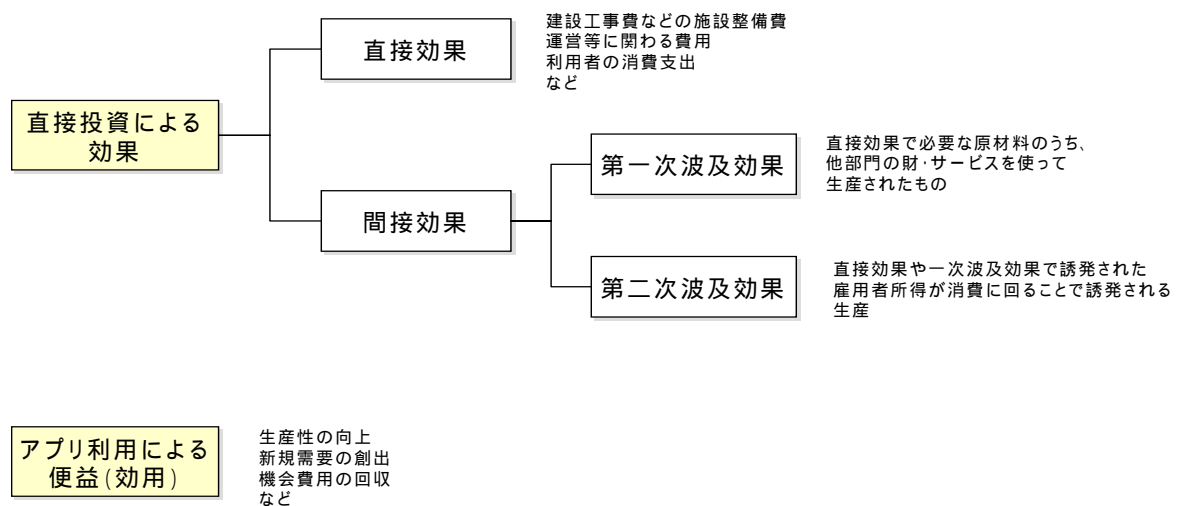 直接効果
建設工事費などの施設整備費
運営等に関わる費用
利用者の消費支出
など
直接投資による
効果
間接効果
第一次波及効果
直接効果で必要な原材料のうち、
他部門の財・サービスを使って
生産されたもの
第二次波及効果
直接効果や一次波及効果で誘発された
雇用者所得が消費に回ることで誘発される
生産
アプリ利用による
便益(効用)
生産性の向上
新規需要の創出
機会費用の回収
など